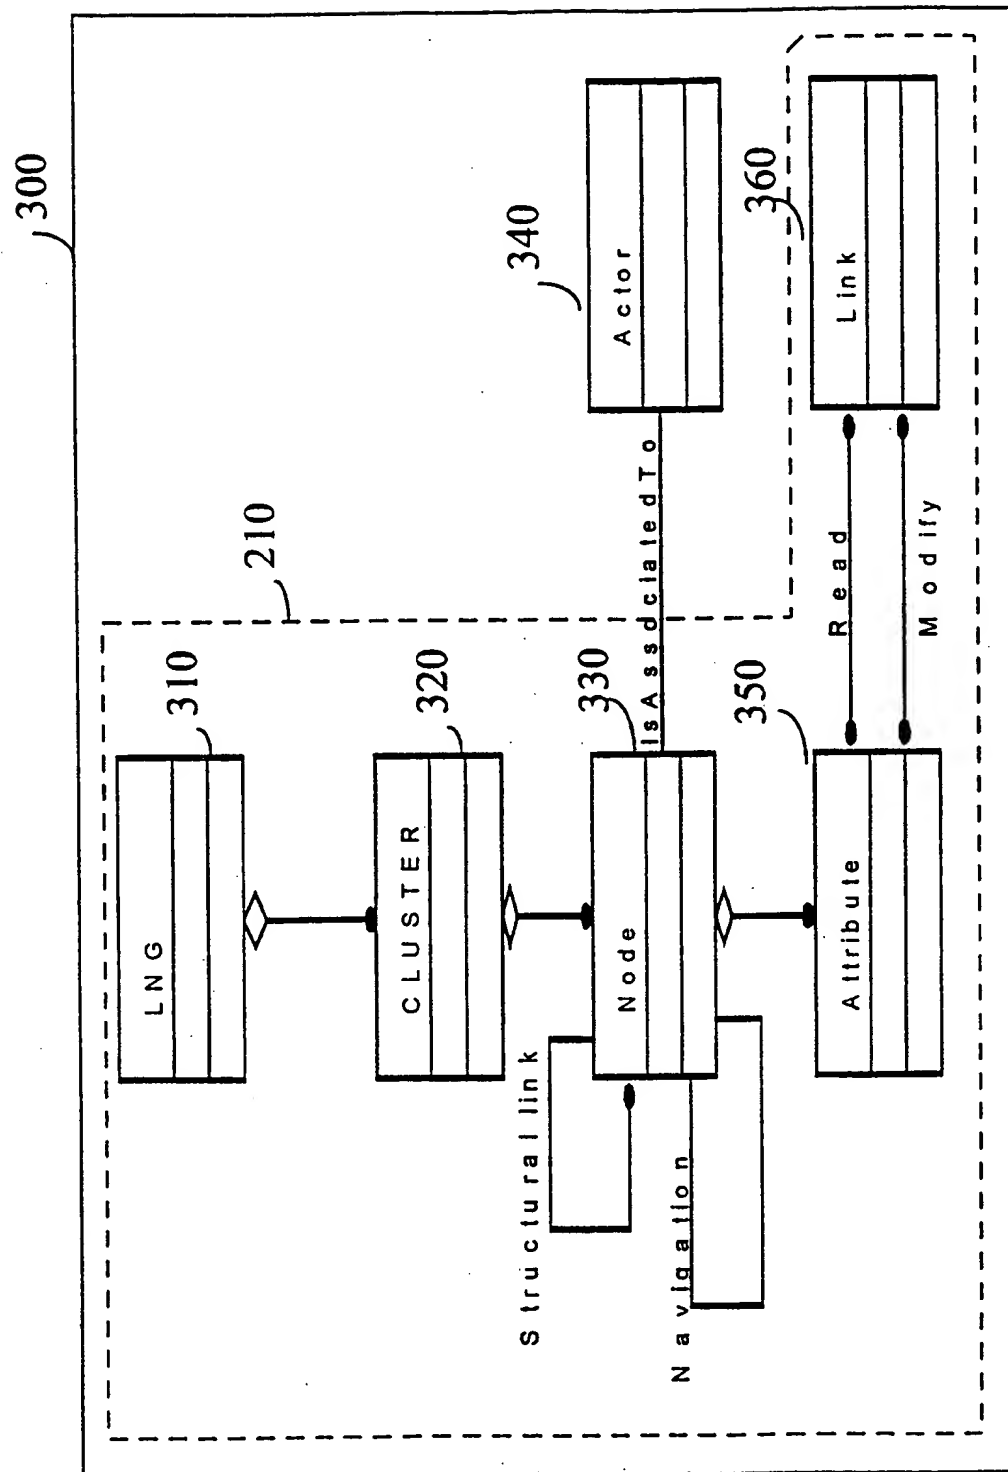 300
210
310
LNG
320
CLUSTER
330
Node
IsAssdciatedTo
340
Actor
Structural link
Navigation
350
Attribute
Read
Modify
360
Link